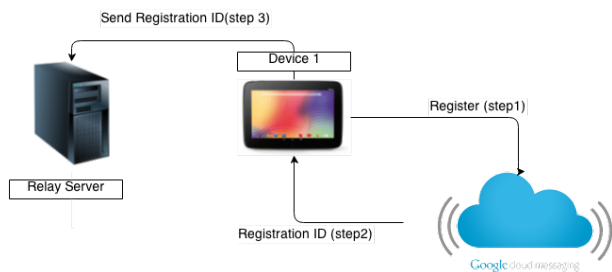 Send Registration ID(step 3)
Device 1
Register (step1)
Relay Server
Registration ID (step2)
Google cloud messaging